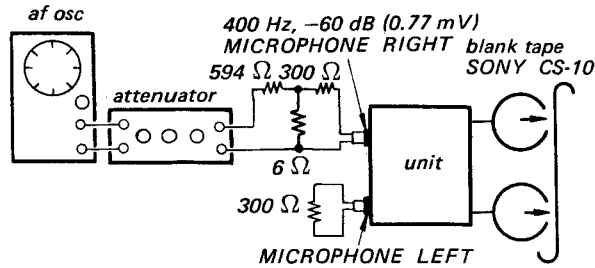 af osc
400 Hz, −60 dB (0.77 mV)
MICROPHONE RIGHT
blank tape
SONY CS-10
594 Ω 300 Ω
attenuator
unit
6 Ω
300 Ω
MICROPHONE LEFT